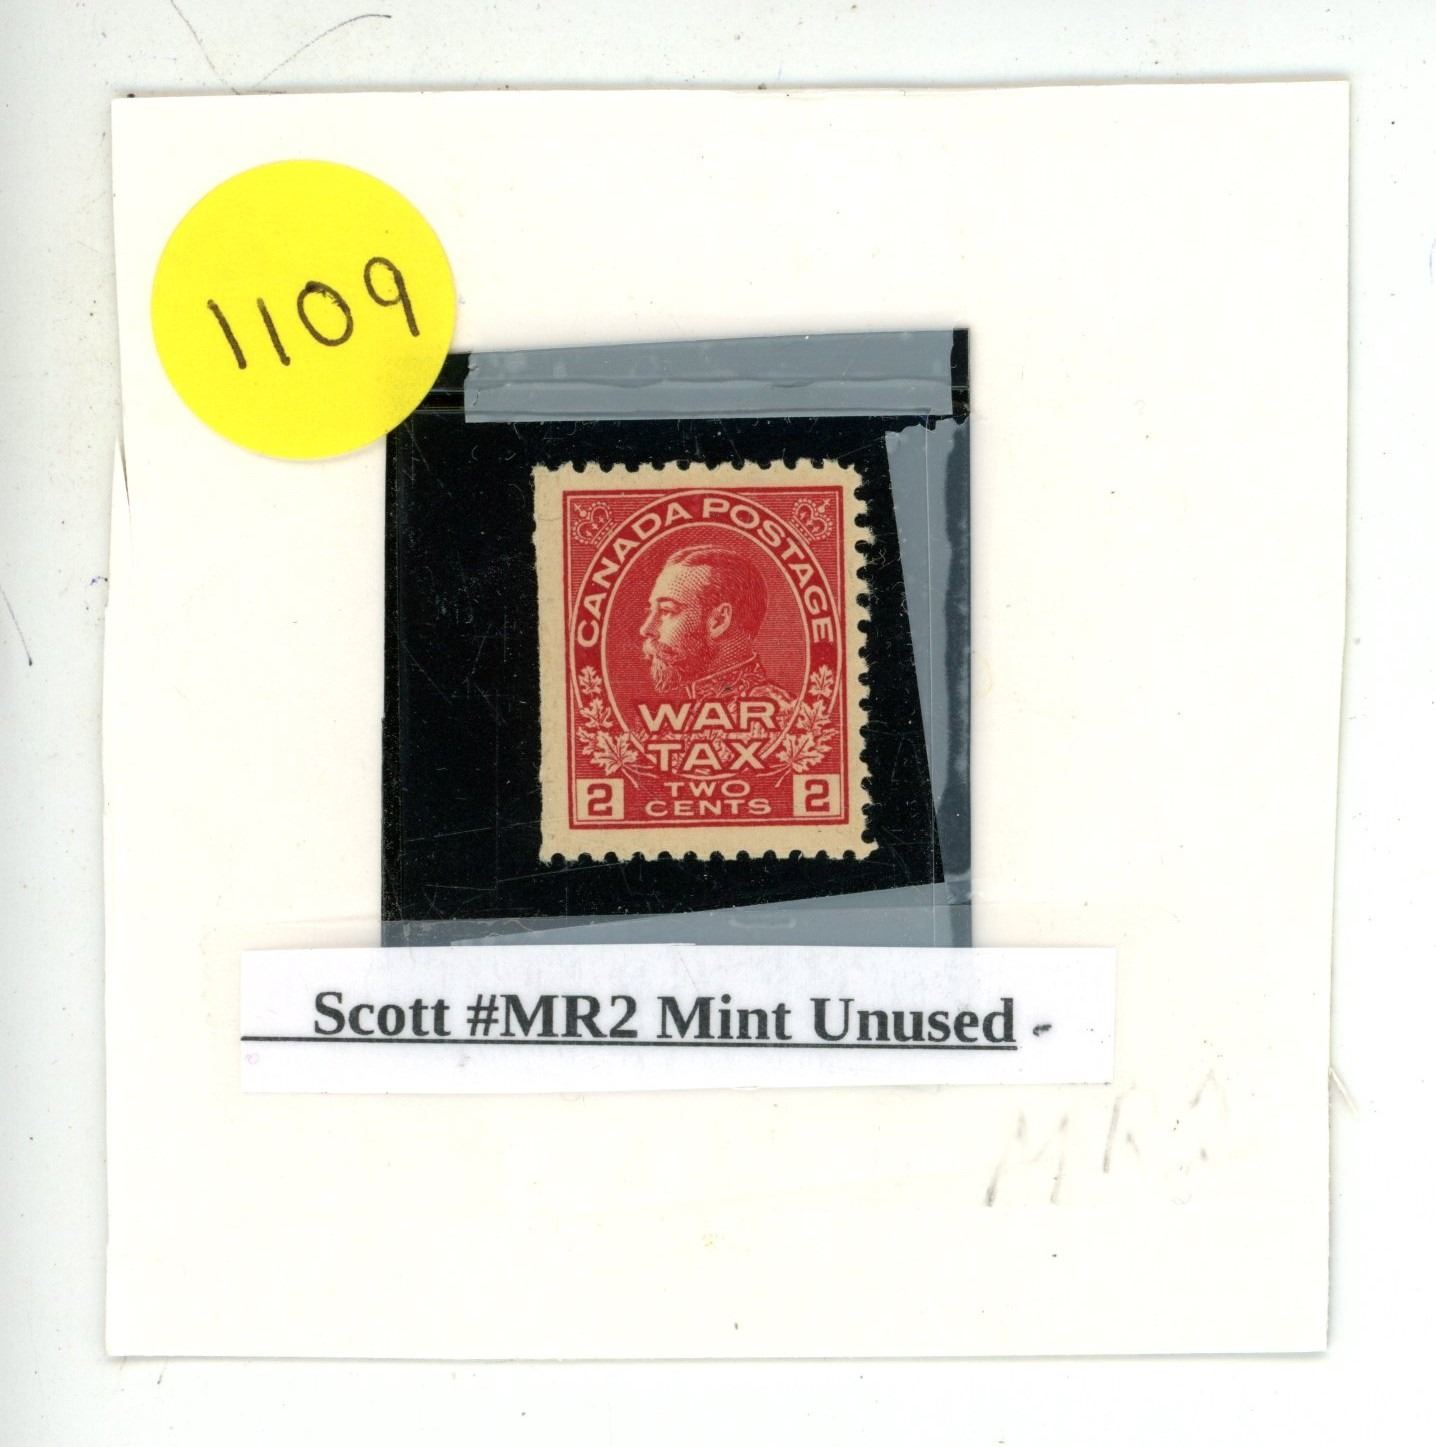 1109
CANADA POSTAGE
WAR
TAX
TWO
2 CENTS 2
Scott #MR2 Mint Unused -